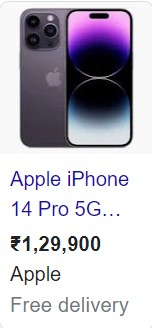 Apple iPhone
14 Pro 5G...
₹1,29,900
Apple
Free delivery